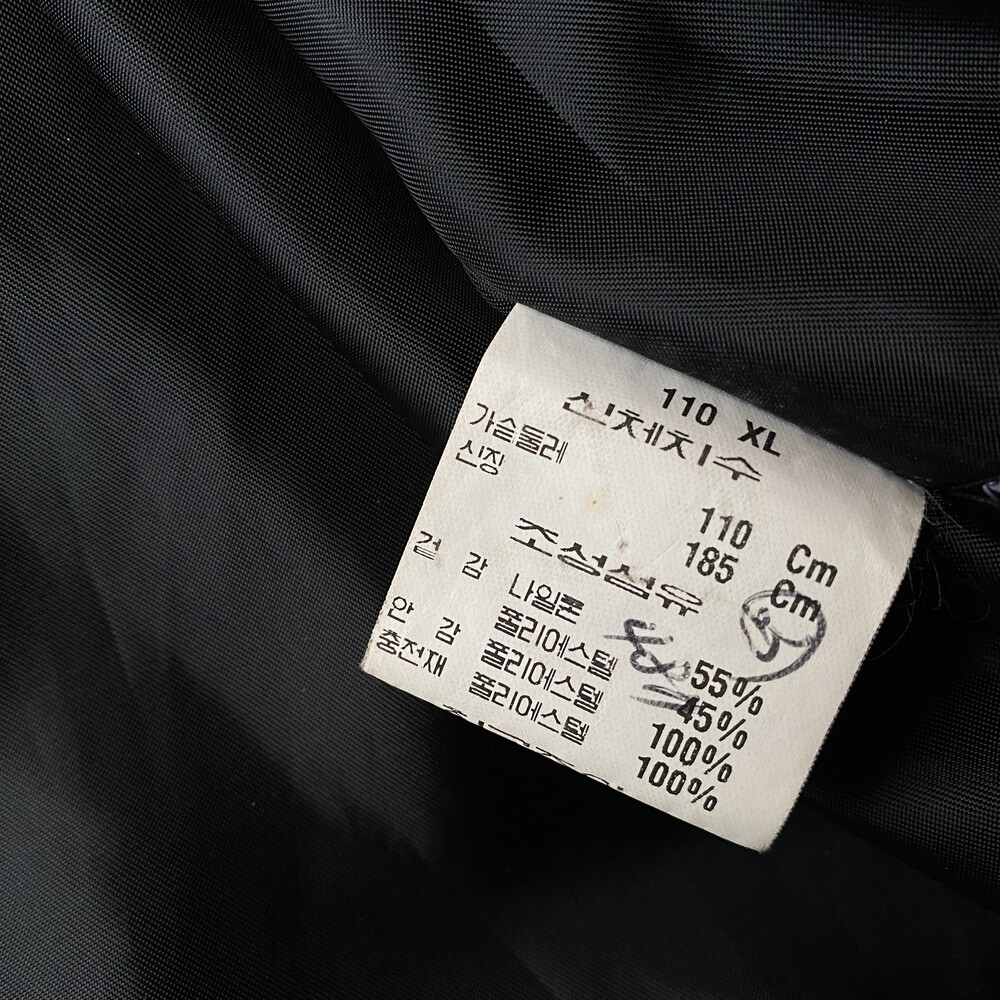 110 XL
신체치수
가슴둘레 110 Cm
신장 185 Cm
조성섬유
겉감 나일론 55%
폴리에스텔 45%
안감 폴리에스텔 100%
충전재 폴리에스텔 100%